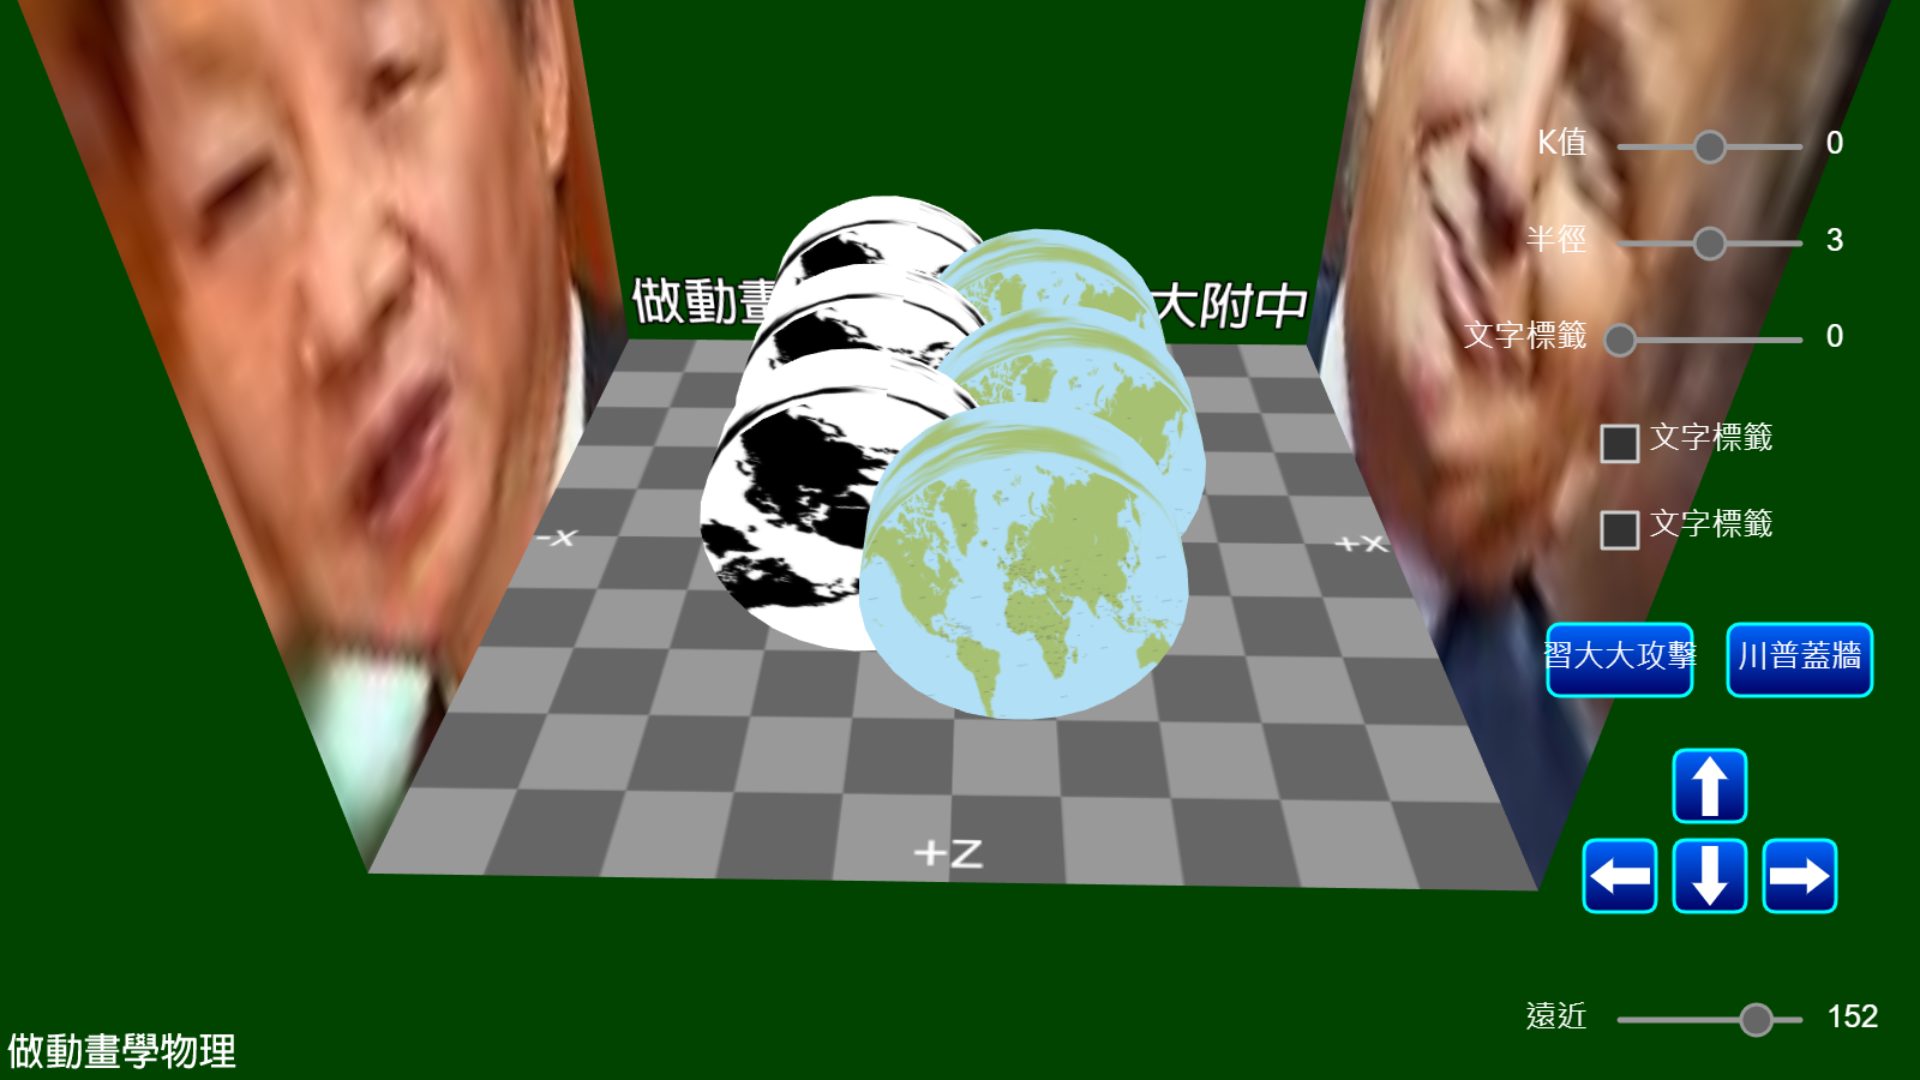 K值 0
半徑 3
做動畫
大附中
文字標籤 0
文字標籤
文字標籤
-X
+X
習大大攻擊
川普蓋牆
+Z
遠近 152
做動畫學物理